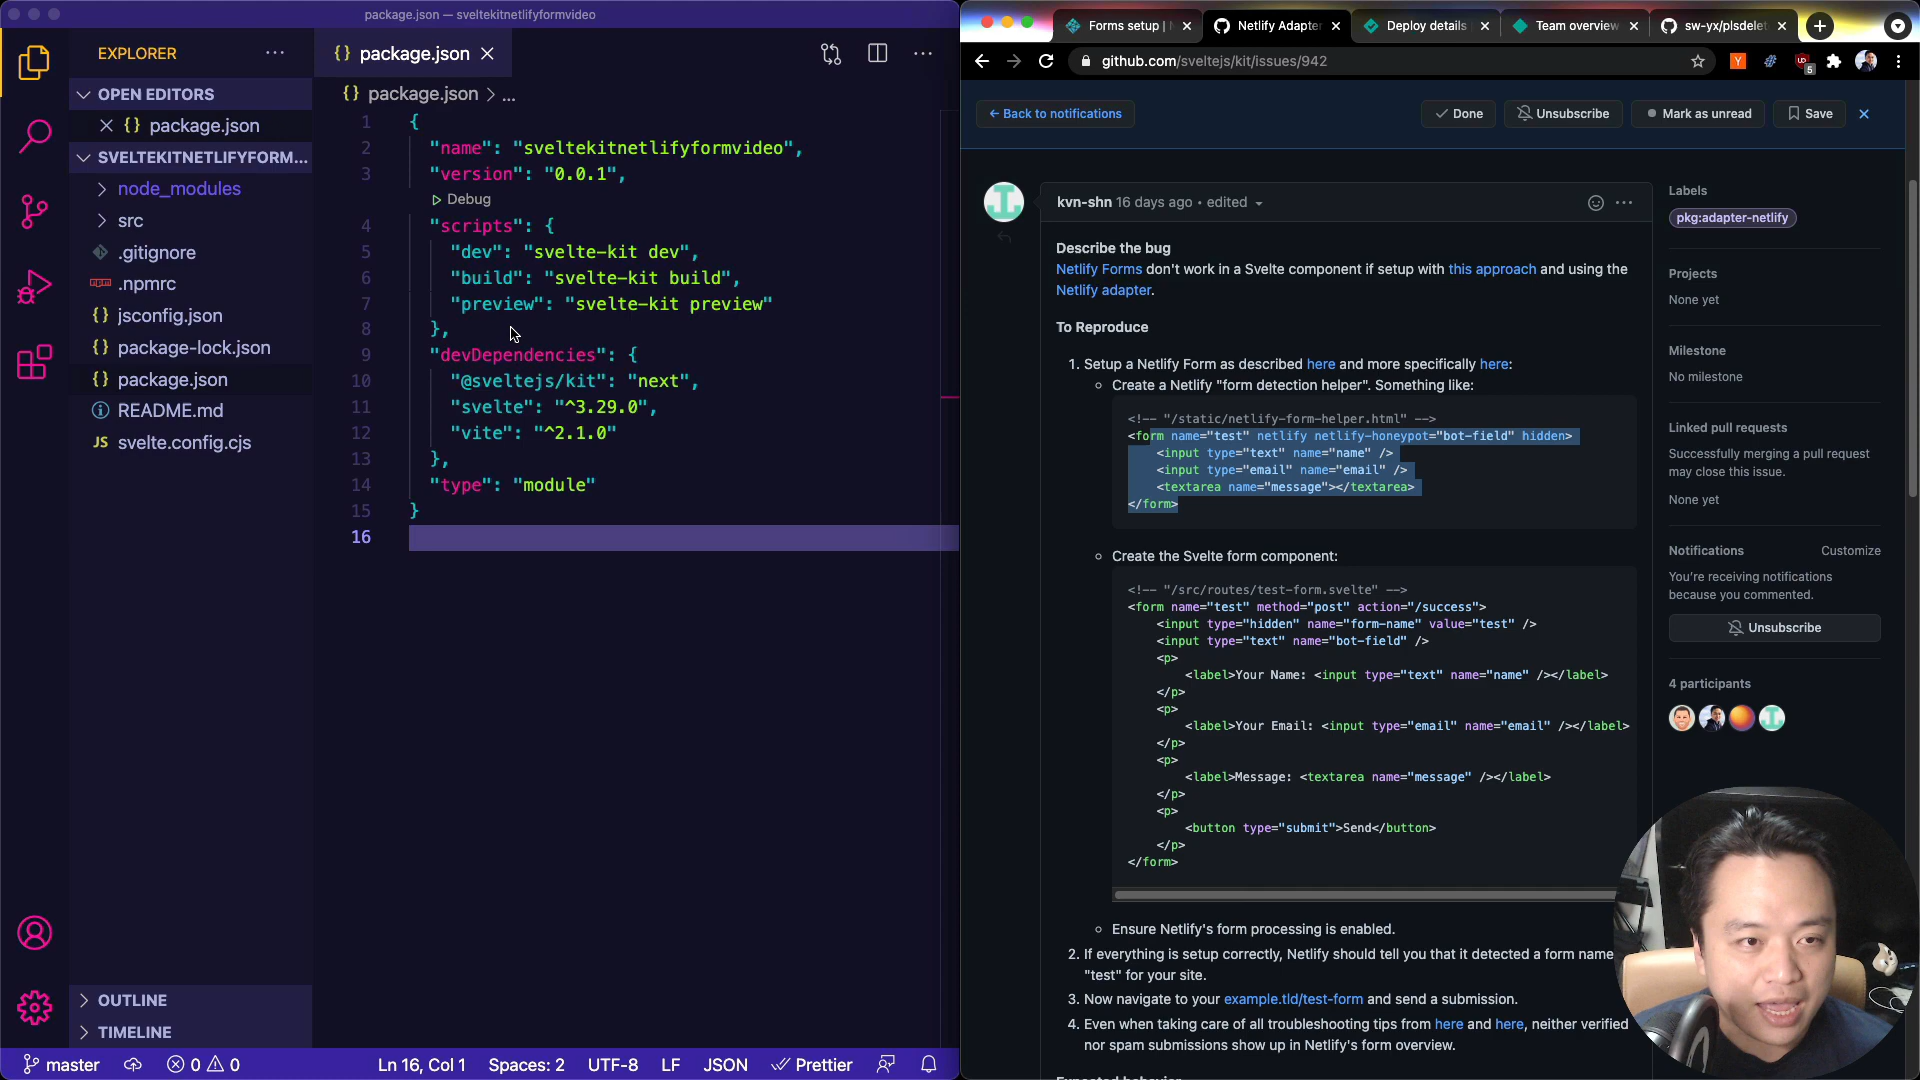 package.json — sveltekitnetlifyformvideo
EXPLORER
OPEN EDITORS
package.json
SVELTEKITNETLIFYFORM...
node_modules
src
.gitignore
.npmrc
jsconfig.json
package-lock.json
package.json
README.md
JS svelte.config.cjs
OUTLINE
TIMELINE
{} package.json
{} package.json > ...
1 {
2 "name": "sveltekitnetlifyformvideo",
3 "version": "0.0.1",
Debug
4 "scripts": {
5 "dev": "svelte-kit dev",
6 "build": "svelte-kit build",
7 "preview": "svelte-kit preview"
8 },
9 "devDependencies": {
10 "@sveltejs/kit": "next",
11 "svelte": "^3.29.0",
12 "vite": "^2.1.0"
13 },
14 "type": "module"
15 }
16
master 0 0 Ln 16, Col 1 Spaces: 2 UTF-8 LF JSON Prettier
Forms setup | Netlify Adapter Deploy details Team overview sw-yx/plsdelet
github.com/sveltejs/kit/issues/942
5
← Back to notifications
Done
Unsubscribe
Mark as unread
Save
kvn-shn 16 days ago • edited
Describe the bug
Netlify Forms don't work in a Svelte component if setup with this approach and using the
Netlify adapter.
To Reproduce
1. Setup a Netlify Form as described here and more specifically here:
Create a Netlify "form detection helper". Something like:
<!-- "/static/netlify-form-helper.html" -->
<form name="test" netlify netlify-honeypot="bot-field" hidden>
<input type="text" name="name" />
<input type="email" name="email" />
<textarea name="message"></textarea>
</form>
Create the Svelte form component:
<!-- "/src/routes/test-form.svelte" -->
<form name="test" method="post" action="/success">
<input type="hidden" name="form-name" value="test" />
<input type="text" name="bot-field" />
<p>
<label>Your Name: <input type="text" name="name" /></label>
</p>
<p>
<label>Your Email: <input type="email" name="email" /></label>
</p>
<p>
<label>Message: <textarea name="message" /></label>
</p>
<p>
<button type="submit">Send</button>
</p>
</form>
Ensure Netlify's form processing is enabled.
2. If everything is setup correctly, Netlify should tell you that it detected a form name
"test" for your site.
3. Now navigate to your example.tld/test-form and send a submission.
4. Even when taking care of all troubleshooting tips from here and here, neither verified
nor spam submissions show up in Netlify's form overview.
Expected behavior
Labels
pkg:adapter-netlify
Projects
None yet
Milestone
No milestone
Linked pull requests
Successfully merging a pull request
may close this issue.
None yet
Notifications Customize
You're receiving notifications
because you commented.
Unsubscribe
4 participants